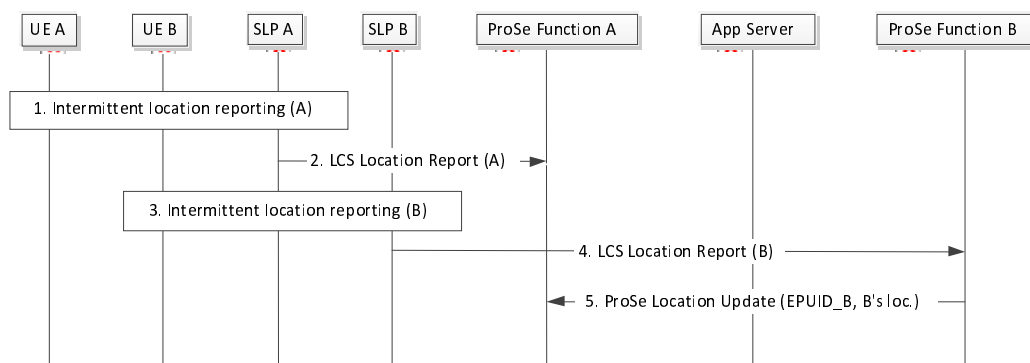 UE A
UE B
SLP A
SLP B
ProSe Function A
App Server
ProSe Function B
1. Intermittent location reporting (A)
2. LCS Location Report (A)
3. Intermittent location reporting (B)
4. LCS Location Report (B)
5. ProSe Location Update (EPUID_B, B's loc.)